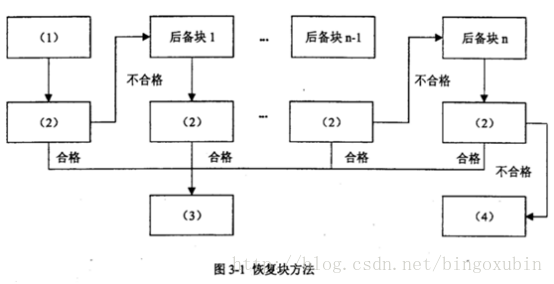 (1) 后备块 1 ... 后备块 n-1 后备块 n
不合格 不合格
(2) (2) ... (2) (2)
合格 合格 合格 合格 不合格
(3) (4)
http://blog.csdn.net/bingoxubin
图 3-1 恢复块方法